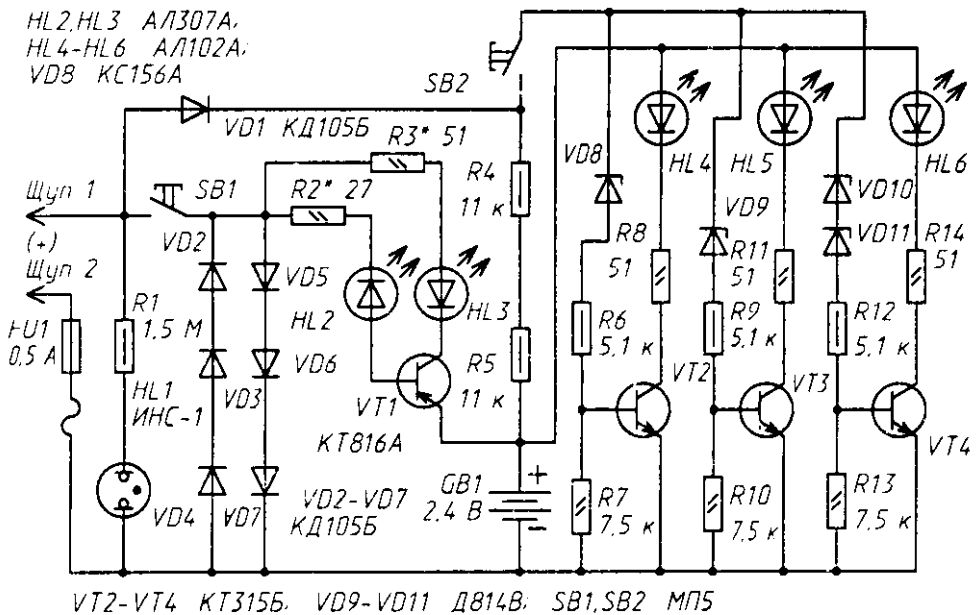 HL2,HL3 АЛ307А,
HL4-HL6 АЛ102А;
VD8 КС156А
SB2
VD1 КД105Б
R3* 51
R2* 27
R4
11 к
VD8
HL4
HL5
HL6
VD10
VD11
VD9
Щуп 1
SB1
(+)
VD2
Щуп 2
FU1
0,5 А
R1
1,5 М
VD5
VD6
HL2
HL3
R5
11 к
R8
51
R11
51
R14
51
R6
5,1 к
R9
5,1 к
R12
5,1 к
HL1
ИНС-1
VD3
VT1
КТ816А
VT2
VT3
VT4
VD4
VD7
VD2-VD7
КД105Б
GB1
2,4 В
+
−
R7
7,5 к
R10
7,5 к
R13
7,5 к
VT2-VT4 КТ315Б, VD9-VD11 Д814В; SB1,SB2 МП5